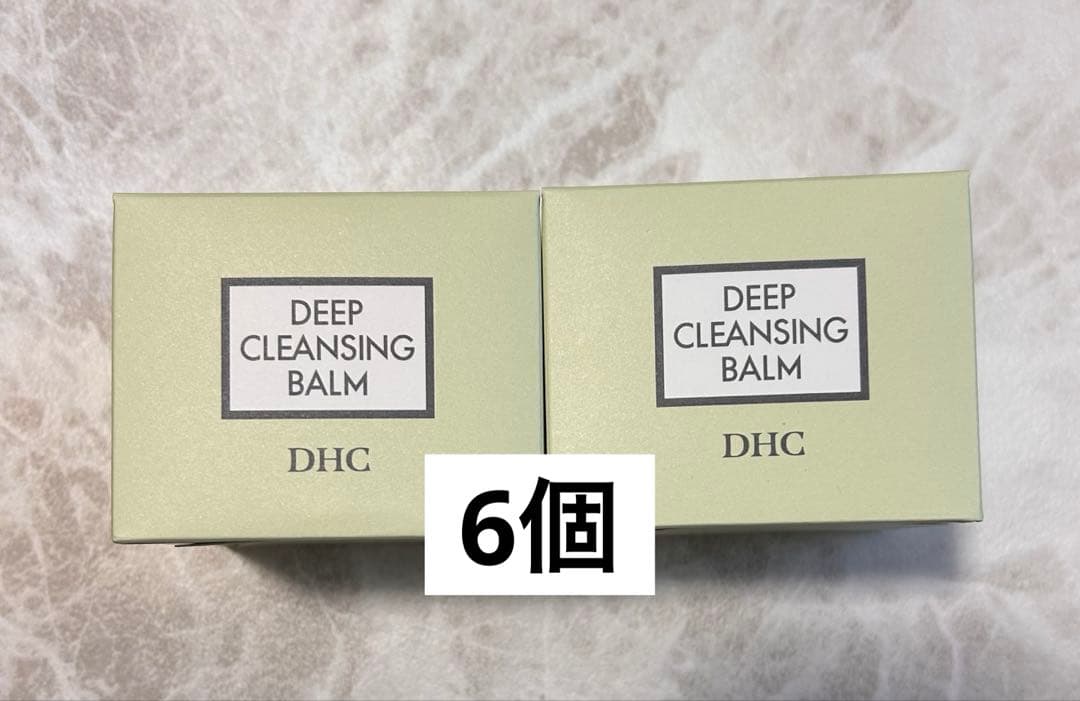 DEEP
CLEANSING
BALM
DHC
DEEP
CLEANSING
BALM
DHC
6個